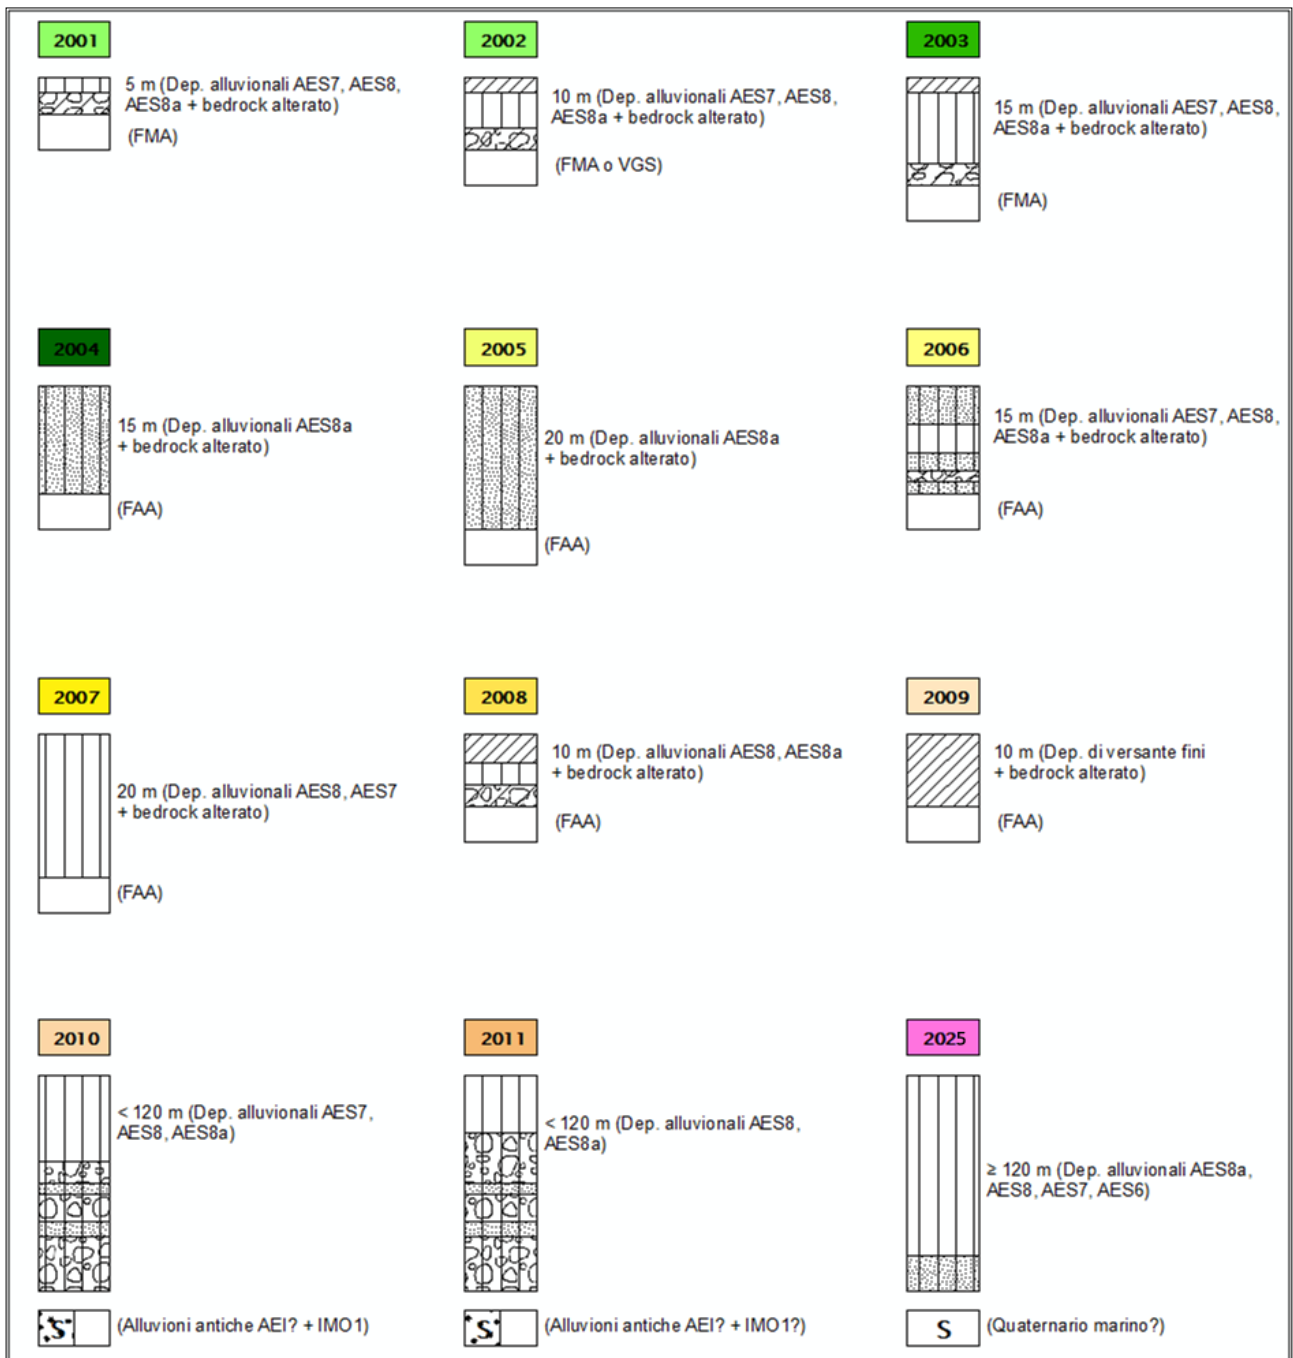 2001
5 m (Dep. alluvionali AES7, AES8,
AES8a + bedrock alterato)
(FMA)
2002
10 m (Dep. alluvionali AES7, AES8,
AES8a + bedrock alterato)
(FMA o VGS)
2003
15 m (Dep. alluvionali AES7, AES8,
AES8a + bedrock alterato)
(FMA)
2004
15 m (Dep. alluvionali AES8a
+ bedrock alterato)
(FAA)
2005
20 m (Dep. alluvionali AES8a
+ bedrock alterato)
(FAA)
2006
15 m (Dep. alluvionali AES7, AES8,
AES8a + bedrock alterato)
(FAA)
2007
20 m (Dep. alluvionali AES8, AES7
+ bedrock alterato)
(FAA)
2008
10 m (Dep. alluvionali AES8, AES8a
+ bedrock alterato)
(FAA)
2009
10 m (Dep. di versante fini
+ bedrock alterato)
(FAA)
2010
< 120 m (Dep. alluvionali AES7,
AES8, AES8a)
S
(Alluvioni antiche AEI? + IMO1)
2011
< 120 m (Dep. alluvionali AES8,
AES8a)
S
(Alluvioni antiche AEI? + IMO1?)
2025
≥ 120 m (Dep. alluvionali AES8a,
AES8, AES7, AES6)
S
(Quaternario marino?)